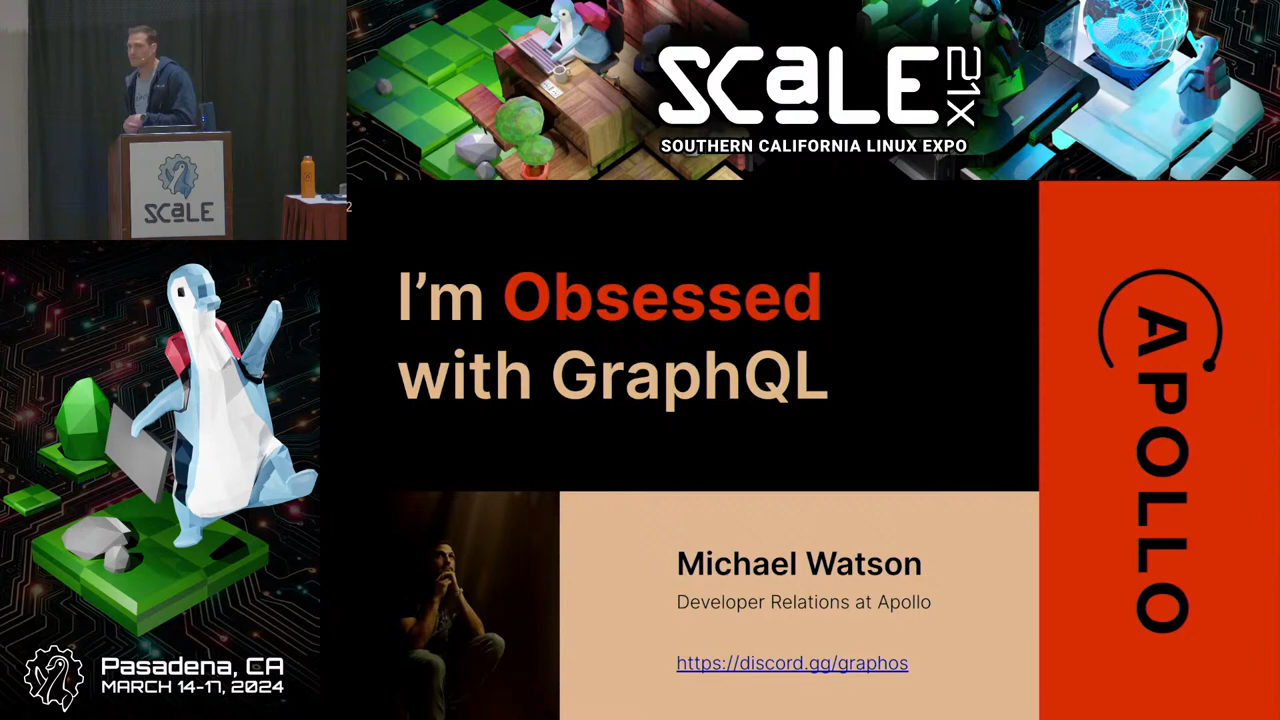 SCaLE 21X
SOUTHERN CALIFORNIA LINUX EXPO
SCaLE
2
I'm Obsessed
with GraphQL
APOLLO
Michael Watson
Developer Relations at Apollo
https://discord.gg/graphos
Pasadena, CA
MARCH 14-17, 2024